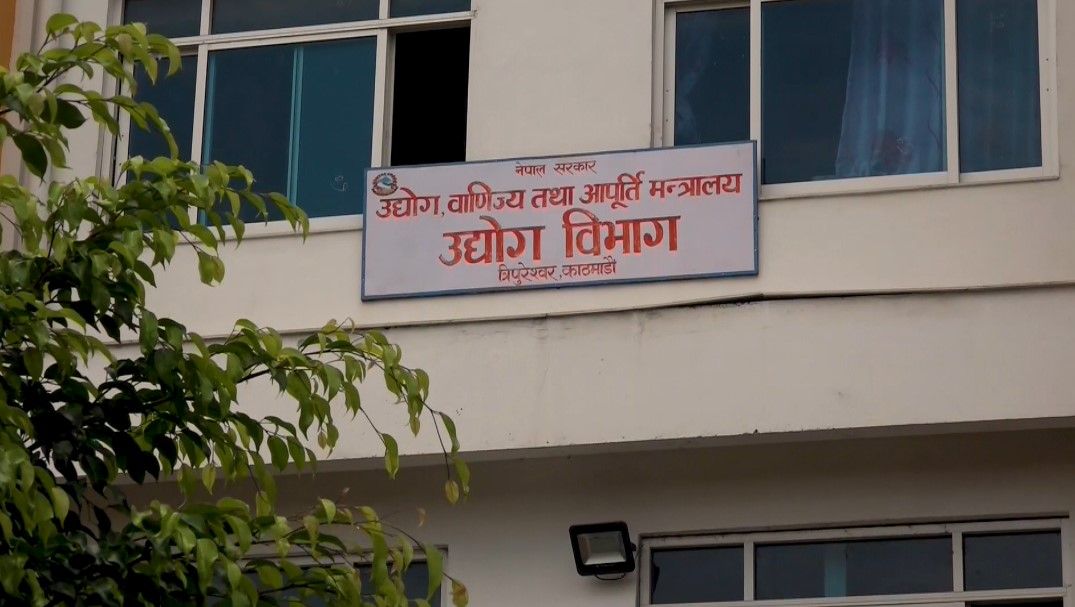 नेपाल सरकार
उद्योग, वाणिज्य तथा आपूर्ति मन्त्रालय
उद्योग विभाग
त्रिपुरेश्वर, काठमाडौं